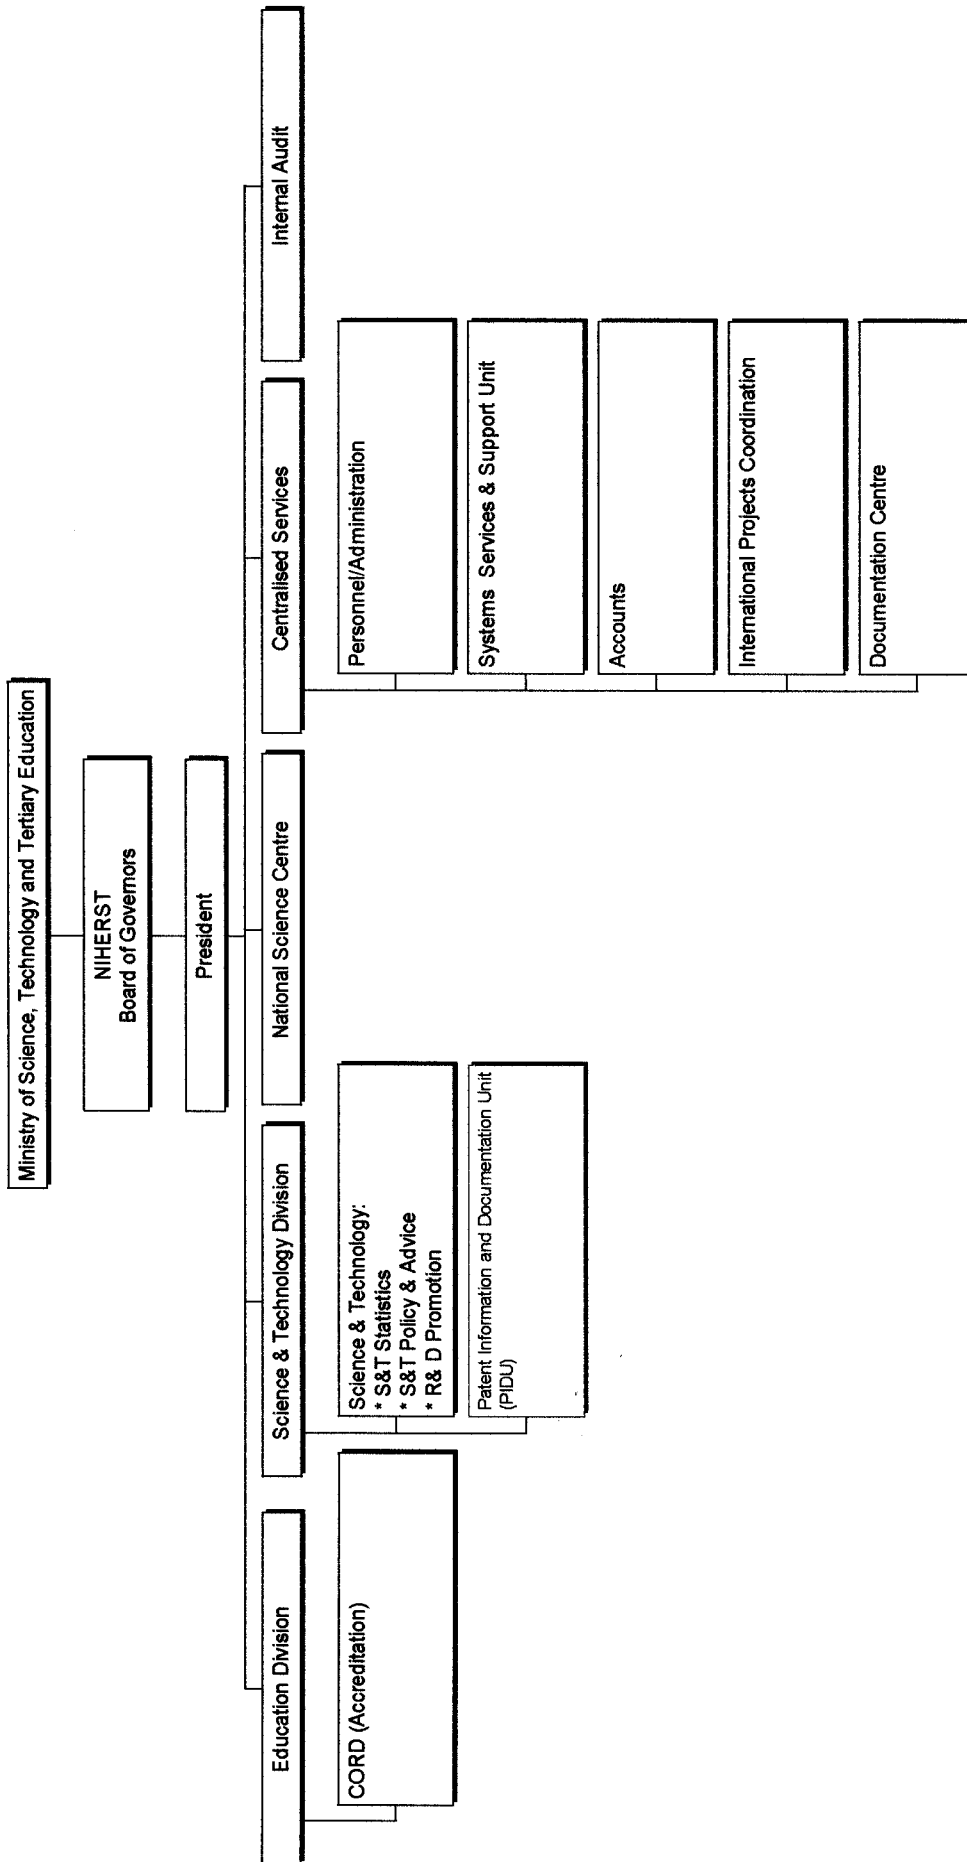 Ministry of Science, Technology and Tertiary Education
NIHERST
Board of Governors
President
Education Division
Science & Technology Division
National Science Centre
Centralised Services
Internal Audit
CORD (Accreditation)
Science & Technology:
* S&T Statistics
* S&T Policy & Advice
* R& D Promotion
Patent Information and Documentation Unit
(PIDU)
Personnel/Administration
Systems Services & Support Unit
Accounts
International Projects Coordination
Documentation Centre